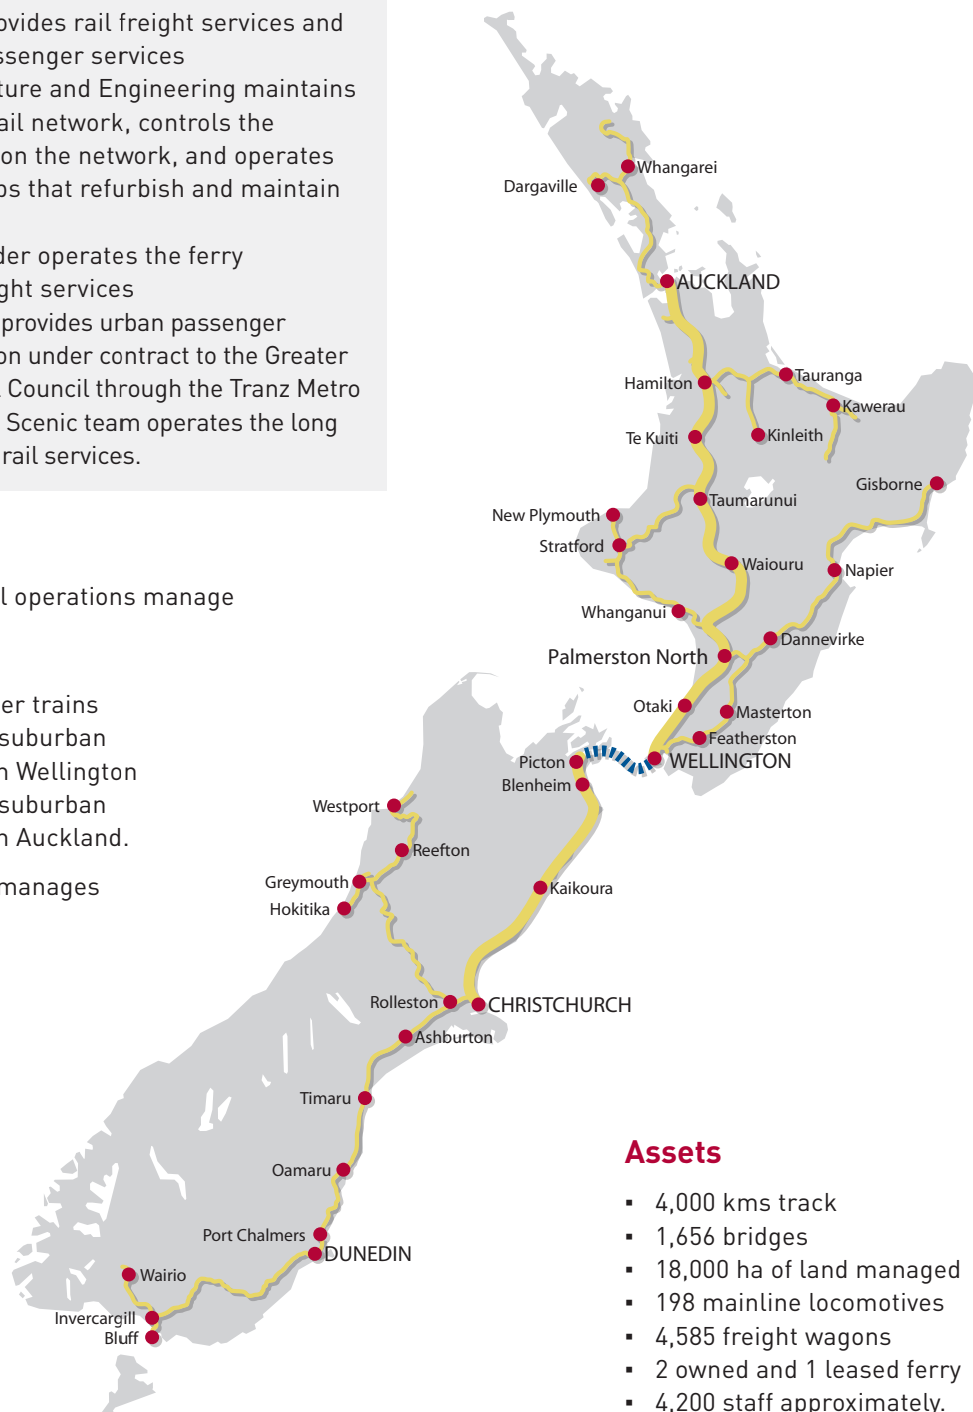 ovides rail freight services and
ssenger services
ture and Engineering maintains
ail network, controls the
on the network, and operates
ps that refurbish and maintain
der operates the ferry
ght services
provides urban passenger
on under contract to the Greater
l Council through the Tranz Metro
Scenic team operates the long
rail services.
l operations manage
er trains
suburban
n Wellington
suburban
n Auckland.
manages
Whangarei
Dargaville
AUCKLAND
Hamilton
Tauranga
Kawerau
Te Kuiti
Kinleith
Gisborne
Taumarunui
New Plymouth
Stratford
Waiouru
Napier
Whanganui
Dannevirke
Palmerston North
Otaki
Masterton
Featherston
WELLINGTON
Picton
Blenheim
Westport
Reefton
Greymouth
Hokitika
Kaikoura
Rolleston
CHRISTCHURCH
Ashburton
Timaru
Oamaru
Port Chalmers
DUNEDIN
Wairio
Invercargill
Bluff
Assets
▪ 4,000 kms track
▪ 1,656 bridges
▪ 18,000 ha of land managed
▪ 198 mainline locomotives
▪ 4,585 freight wagons
▪ 2 owned and 1 leased ferry
▪ 4,200 staff approximately.